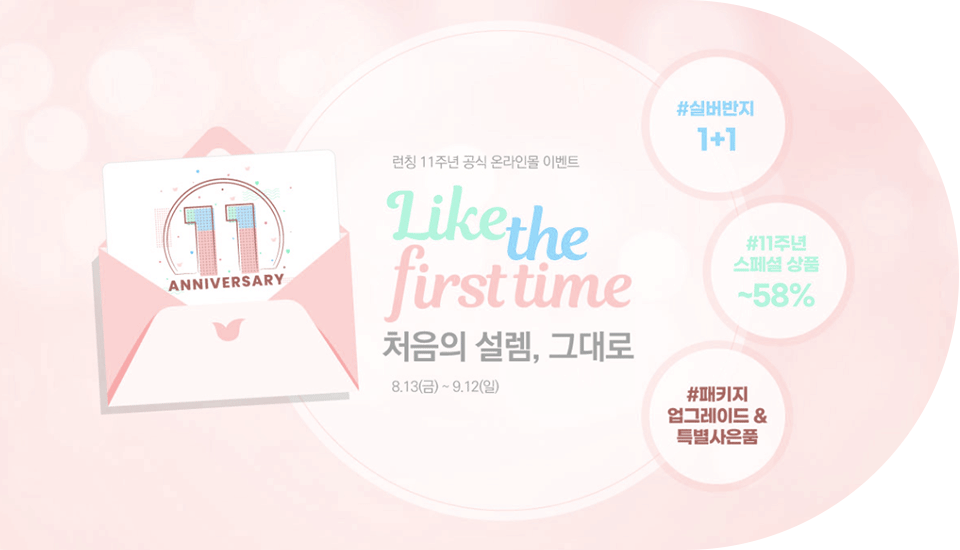 11
ANNIVERSARY
런칭 11주년 공식 온라인몰 이벤트
Like the
first time
처음의 설렘, 그대로
8.13(금) ~ 9.12(일)
#실버반지
1+1
#11주년
스페셜 상품
~58%
#패키지
업그레이드 &
특별사은품